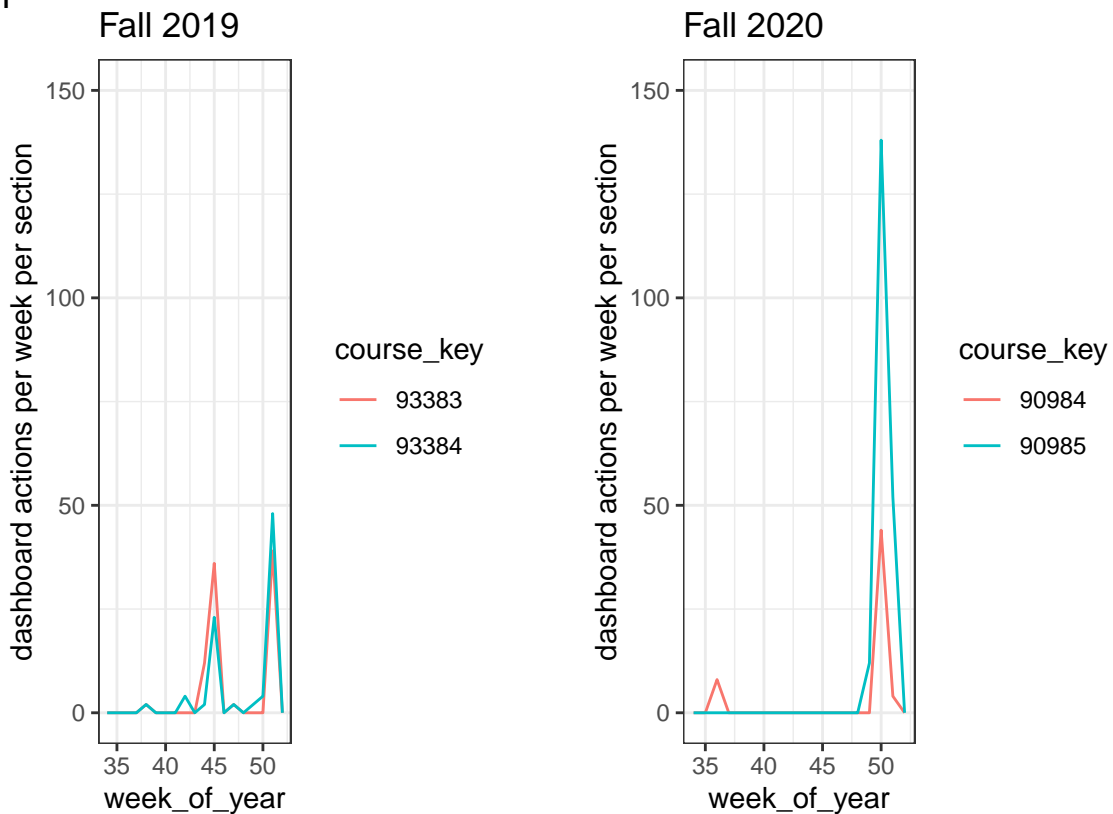 Fall 2019
dashboard actions per week per section
150
100
50
0
35 40 45 50
week_of_year
course_key
93383
93384
Fall 2020
dashboard actions per week per section
150
100
50
0
35 40 45 50
week_of_year
course_key
90984
90985